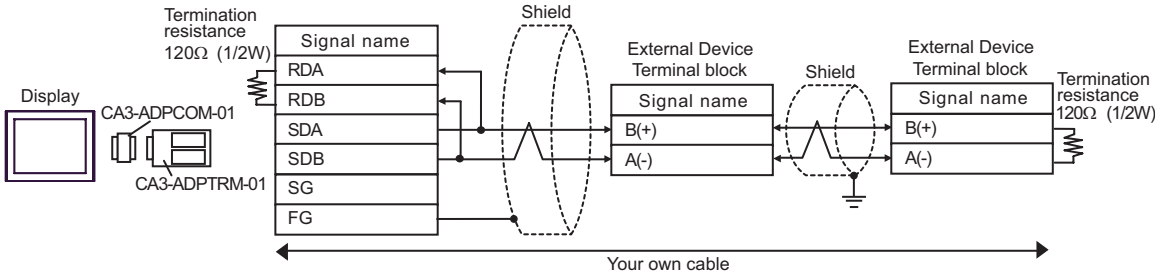 Display
CA3-ADPCOM-01
CA3-ADPTRM-01
Termination
resistance
120Ω (1/2W)
Signal name
RDA
RDB
SDA
SDB
SG
FG
Shield
External Device
Terminal block
Signal name
B(+)
A(-)
Shield
External Device
Terminal block
Signal name
B(+)
A(-)
Termination
resistance
120Ω (1/2W)
Your own cable